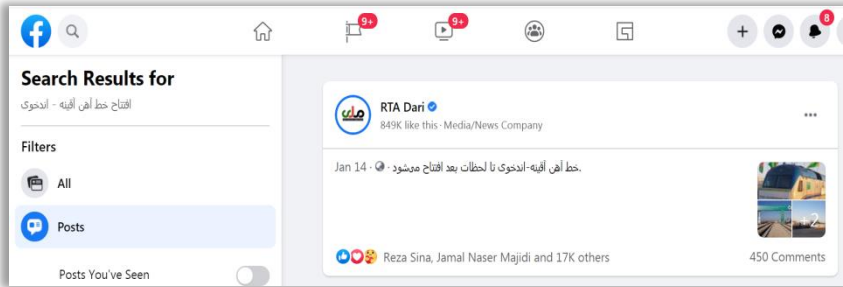 9+
9+
8
Search Results for
افتتاح خط آهن آقینه - اندخوی
Filters
All
Posts
Posts You've Seen
RTA Dari
849K like this · Media/News Company
Jan 14 · خط آهن آقینه-اندخوی تا لحظات بعد افتتاح می‌شود.
+2
Reza Sina, Jamal Naser Majidi and 17K others
450 Comments